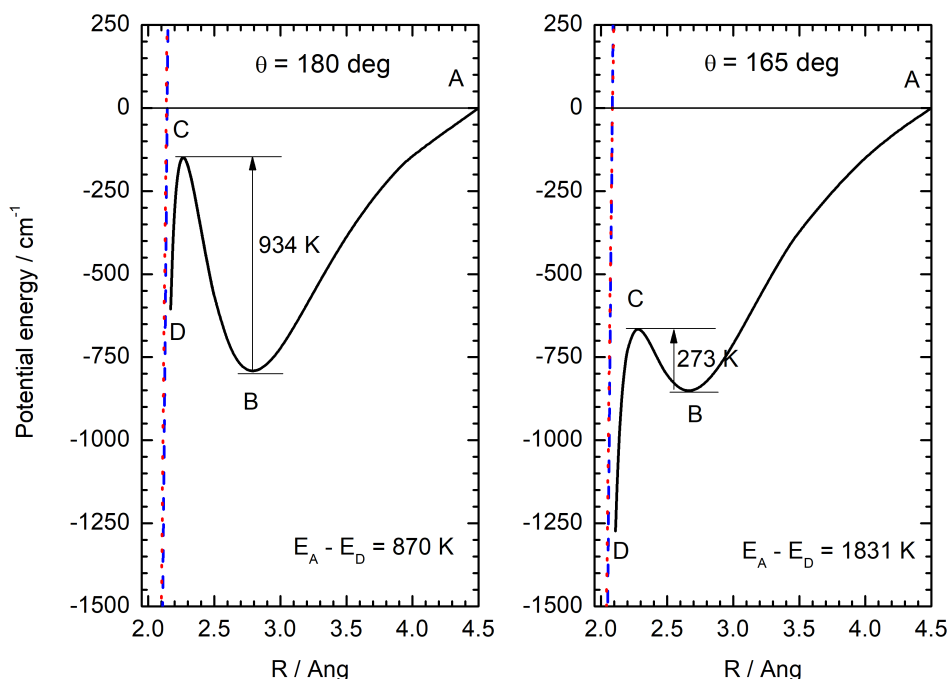 Potential energy / cm⁻¹
250
0
-250
-500
-750
-1000
-1250
-1500
θ = 180 deg
A
C
934 K
D
B
E_A - E_D = 870 K
2.0 2.5 3.0 3.5 4.0 4.5
R / Ang
250
0
-250
-500
-750
-1000
-1250
-1500
θ = 165 deg
A
C
273 K
B
D
E_A - E_D = 1831 K
2.0 2.5 3.0 3.5 4.0 4.5
R / Ang